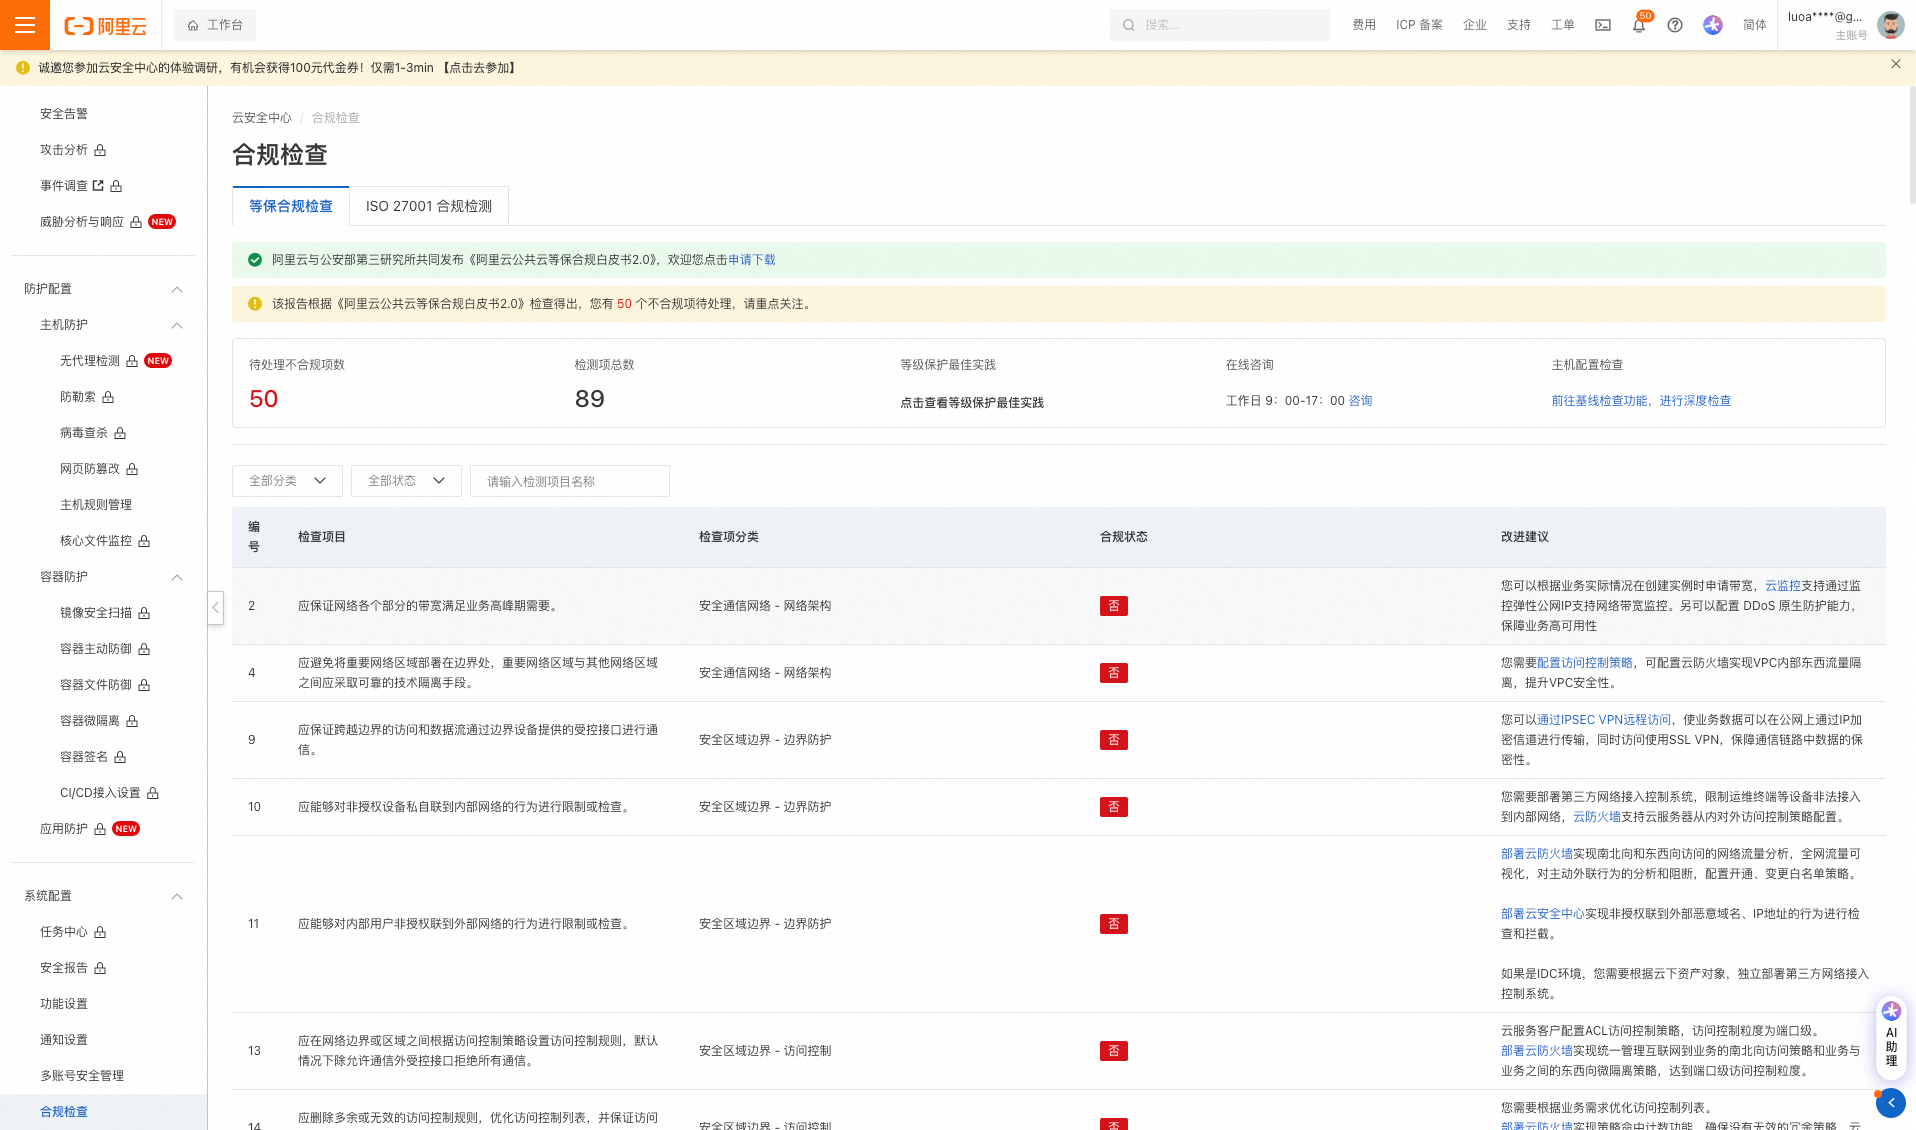 阿里云
工作台
搜索...
费用
ICP 备案
企业
支持
工单
50
简体
luoa****@g...
主账号
诚邀您参加云安全中心的体验调研，有机会获得100元代金券！仅需1-3min 【点击去参加】
安全告警
攻击分析
事件调查
威胁分析与响应 NEW
防护配置
主机防护
无代理检测 NEW
防勒索
病毒查杀
网页防篡改
主机规则管理
核心文件监控
容器防护
镜像安全扫描
容器主动防御
容器文件防御
容器微隔离
容器签名
CI/CD接入设置
应用防护 NEW
系统配置
任务中心
安全报告
功能设置
通知设置
多账号安全管理
合规检查
云安全中心 / 合规检查
合规检查
等保合规检查
ISO 27001 合规检测
阿里云与公安部第三研究所共同发布《阿里云公共云等保合规白皮书2.0》，欢迎您点击申请下载
该报告根据《阿里云公共云等保合规白皮书2.0》检查得出，您有 50 个不合规项待处理，请重点关注。
待处理不合规项数
50
检测项总数
89
等级保护最佳实践
点击查看等级保护最佳实践
在线咨询
工作日 9：00-17：00 咨询
主机配置检查
前往基线检查功能，进行深度检查
全部分类
全部状态
请输入检测项目名称
编
号
检查项目
检查项分类
合规状态
改进建议
2
应保证网络各个部分的带宽满足业务高峰期需要。
安全通信网络 - 网络架构
否
您可以根据业务实际情况在创建实例时申请带宽，云监控支持通过监
控弹性公网IP支持网络带宽监控。另可以配置 DDoS 原生防护能力，
保障业务高可用性
4
应避免将重要网络区域部署在边界处，重要网络区域与其他网络区域
之间应采取可靠的技术隔离手段。
安全通信网络 - 网络架构
否
您需要配置访问控制策略，可配置云防火墙实现VPC内部东西流量隔
离，提升VPC安全性。
9
应保证跨越边界的访问和数据流通过边界设备提供的受控接口进行通
信。
安全区域边界 - 边界防护
否
您可以通过IPSEC VPN远程访问，使业务数据可以在公网上通过IP加
密信道进行传输，同时访问使用SSL VPN，保障通信链路中数据的保
密性。
10
应能够对非授权设备私自联到内部网络的行为进行限制或检查。
安全区域边界 - 边界防护
否
您需要部署第三方网络接入控制系统，限制运维终端等设备非法接入
到内部网络，云防火墙支持云服务器从内对外访问控制策略配置。
11
应能够对内部用户非授权联到外部网络的行为进行限制或检查。
安全区域边界 - 边界防护
否
部署云防火墙实现南北向和东西向访问的网络流量分析，全网流量可
视化，对主动外联行为的分析和阻断，配置开通、变更白名单策略。
部署云安全中心实现非授权联到外部恶意域名、IP地址的行为进行检
查和拦截。
如果是IDC环境，您需要根据云下资产对象，独立部署第三方网络接入
控制系统。
13
应在网络边界或区域之间根据访问控制策略设置访问控制规则，默认
情况下除允许通信外受控接口拒绝所有通信。
安全区域边界 - 访问控制
否
云服务客户配置ACL访问控制策略，访问控制粒度为端口级。
部署云防火墙实现统一管理互联网到业务的南北向访问策略和业务与
业务之间的东西向微隔离策略，达到端口级访问控制粒度。
14
应删除多余或无效的访问控制规则，优化访问控制列表，并保证访问
安全区域边界 - 访问控制
否
您需要根据业务需求优化访问控制列表。
部署云防火墙实现策略命中计数功能，确保没有无效的冗余策略，云
AI
助
理